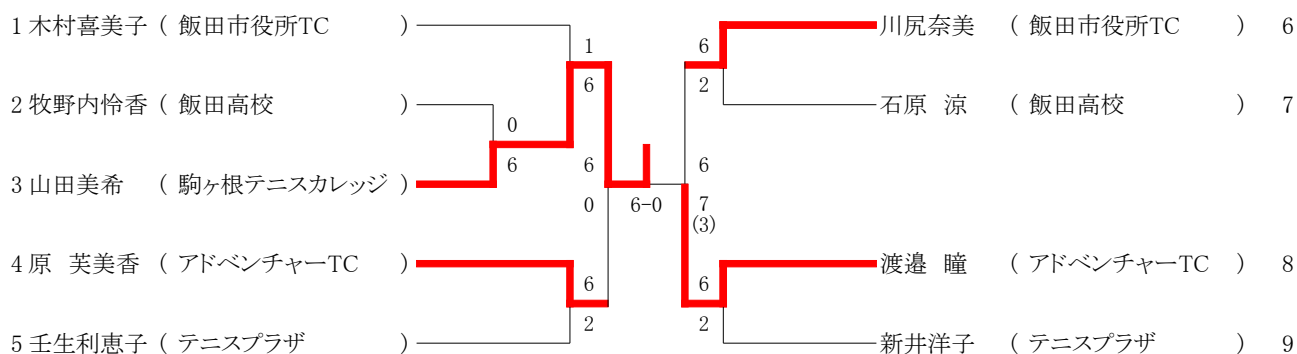 1 木村喜美子 ( 飯田市役所TC )
2 牧野内怜香 ( 飯田高校 )
3 山田美希 ( 駒ヶ根テニスカレッジ )
4 原 芙美香 ( アドベンチャーTC )
5 壬生利恵子 ( テニスプラザ )
1
6
0
6
6
0
6
2
6-0
6
2
6
7
(3)
6
2
川尻奈美 ( 飯田市役所TC ) 6
石原 涼 ( 飯田高校 ) 7
渡邉 瞳 ( アドベンチャーTC ) 8
新井洋子 ( テニスプラザ ) 9